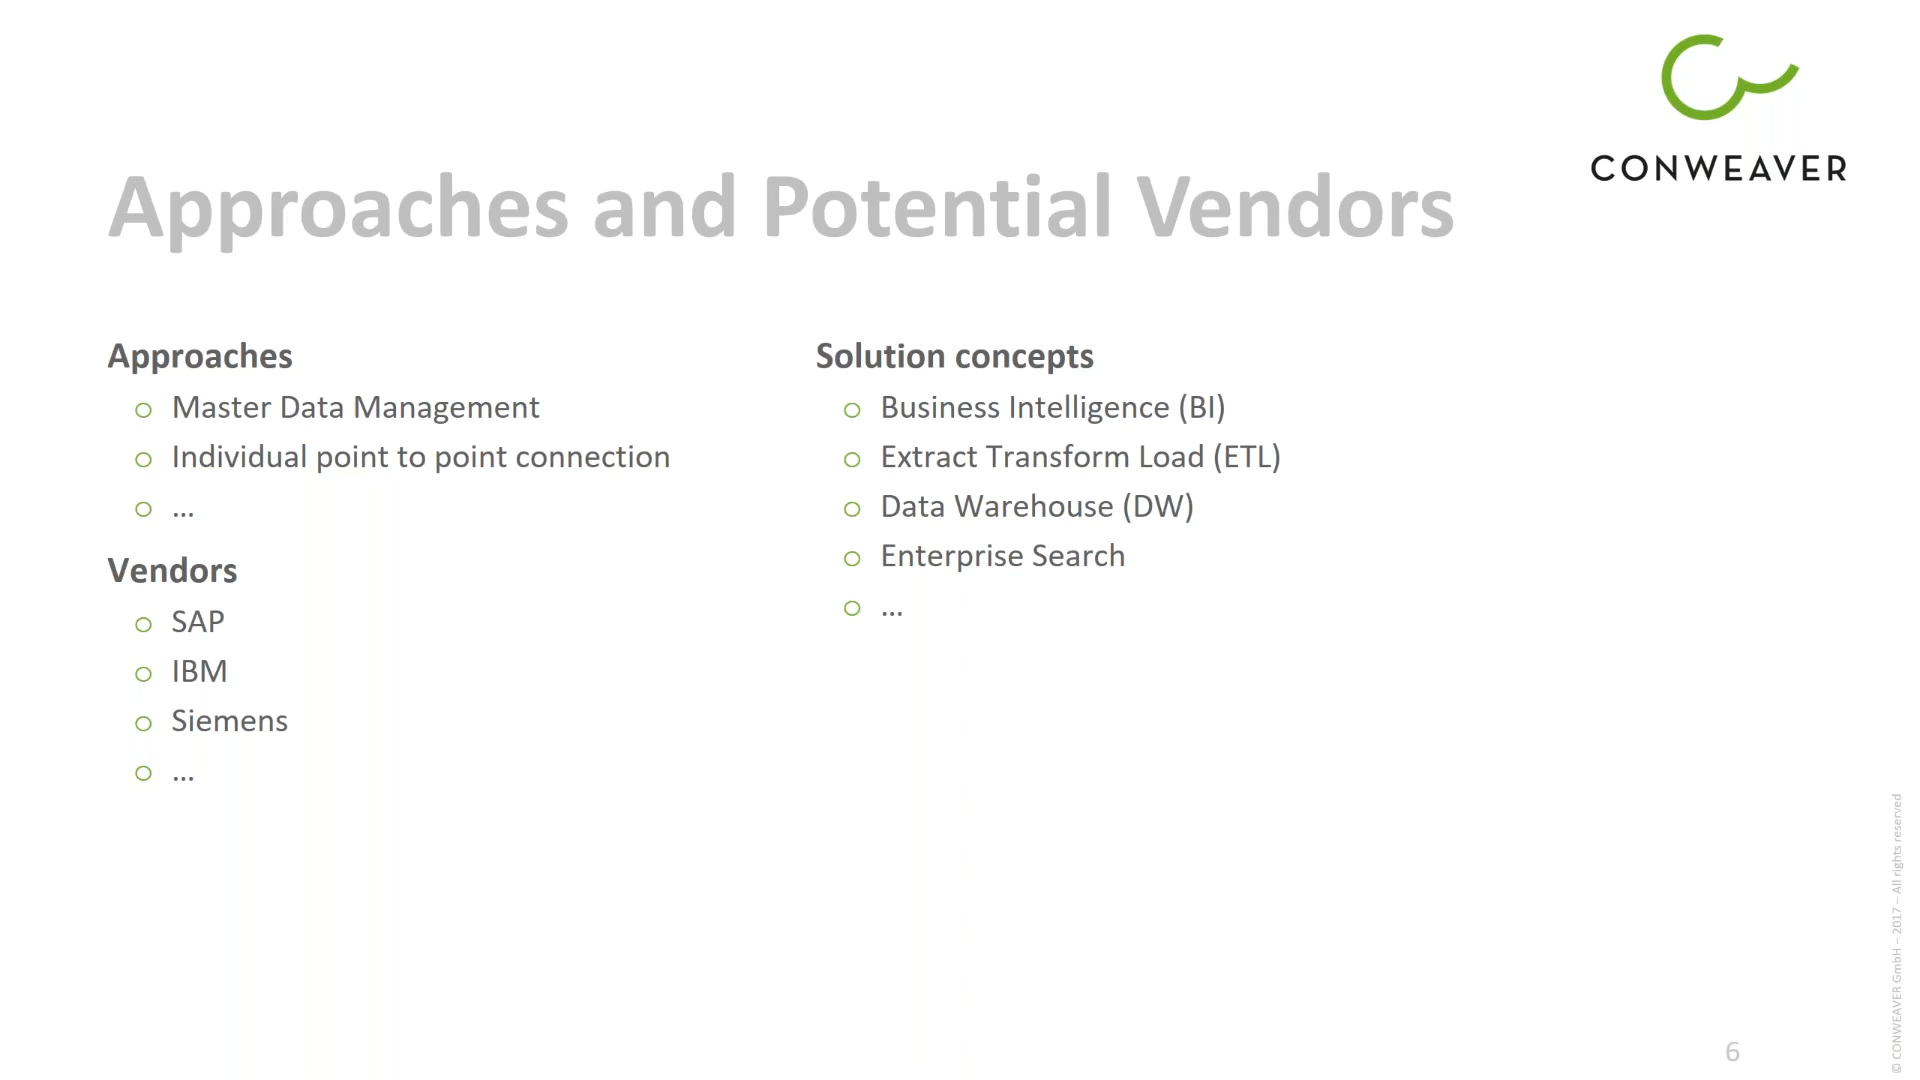 CONWEAVER
Approaches and Potential Vendors
Approaches
Master Data Management
Individual point to point connection
...
Vendors
SAP
IBM
Siemens
...
Solution concepts
Business Intelligence (BI)
Extract Transform Load (ETL)
Data Warehouse (DW)
Enterprise Search
...
© CONWEAVER GmbH – 2017 – All rights reserved
6